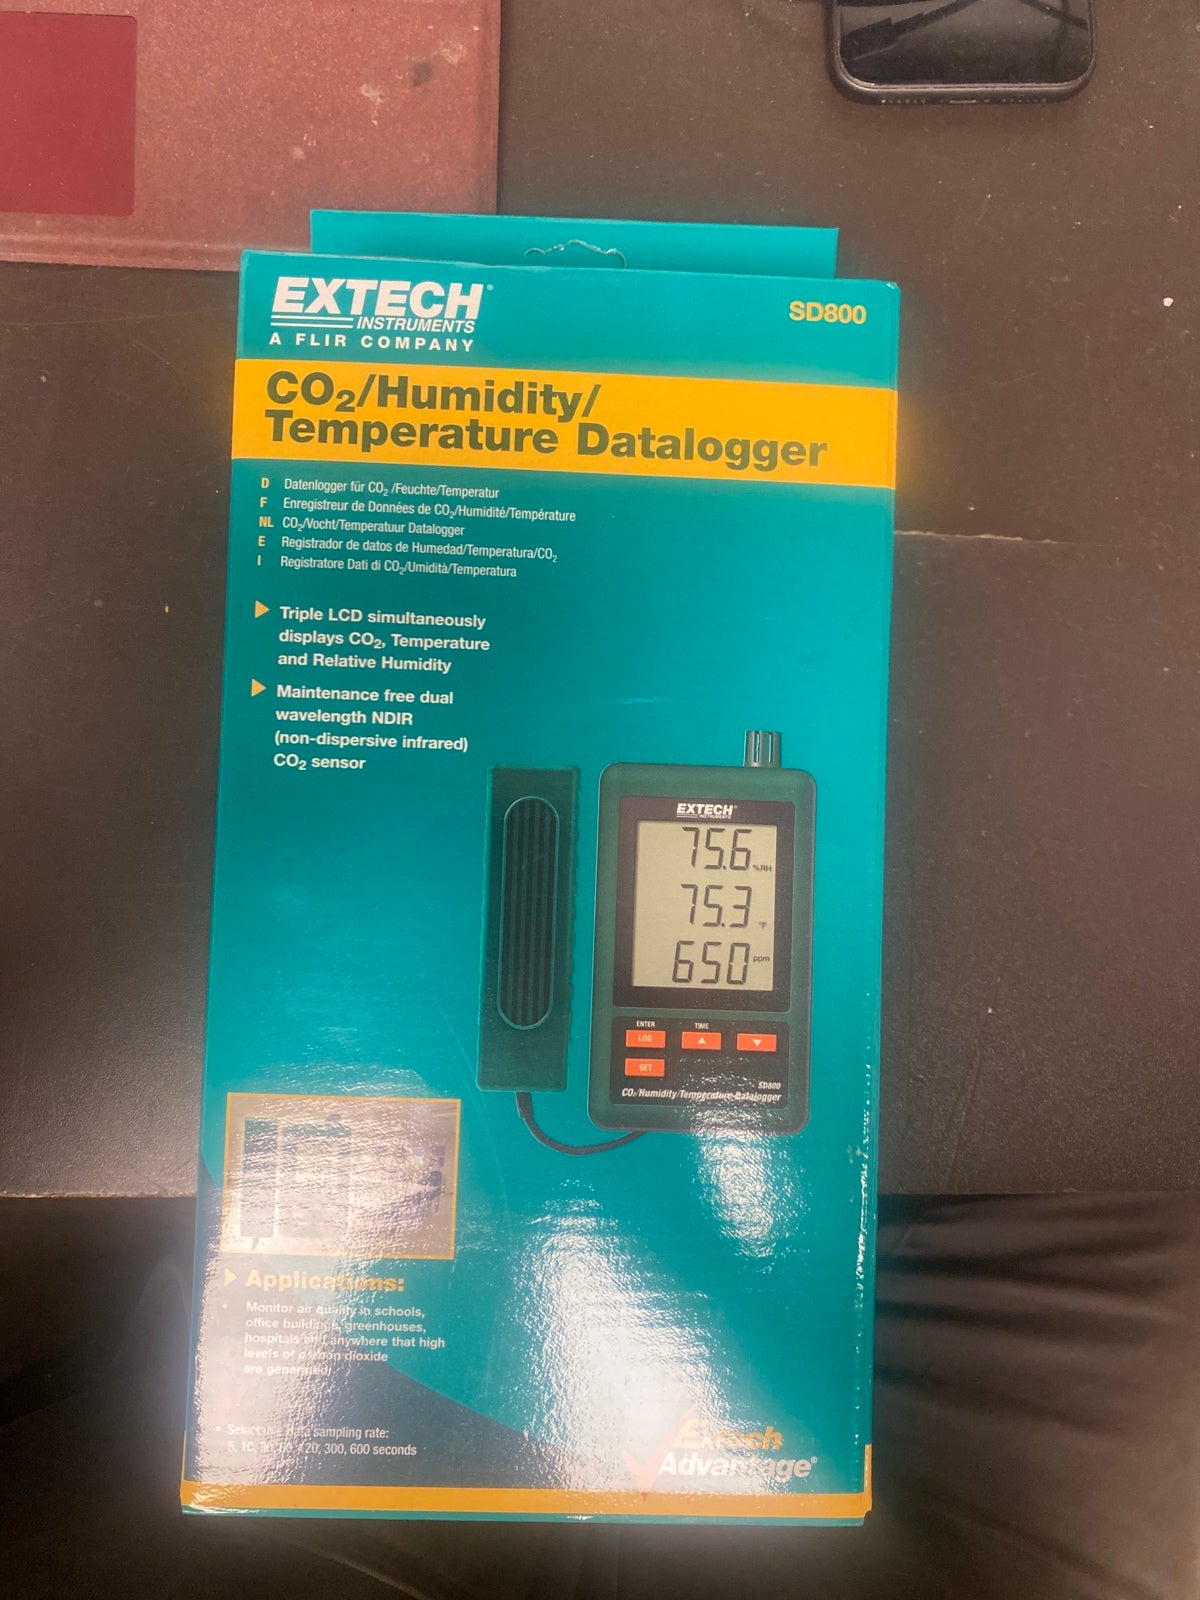 EXTECH®
INSTRUMENTS
A FLIR COMPANY
SD800
CO₂/Humidity/
Temperature Datalogger
D Datenlogger für CO₂ /Feuchte/Temperatur
F Enregistreur de Données de CO₂/Humidité/Température
NL CO₂/Vocht/Temperatuur Datalogger
E Registrador de datos de Humedad/Temperatura/CO₂
I Registratore Dati di CO₂/Umidità/Temperatura
Triple LCD simultaneously
displays CO₂, Temperature
and Relative Humidity
Maintenance free dual
wavelength NDIR
(non-dispersive infrared)
CO₂ sensor
EXTECH®
INSTRUMENTS
75.6 %RH
75.3 °F
650 ppm
ENTER TIME
LOG
SET
SD800
CO₂/Humidity/Temperature Datalogger
Applications:
Monitor air quality in schools,
office buildings, greenhouses,
hospitals and anywhere that high
levels of carbon dioxide
are generated
• Selectable data sampling rate:
300, 600 seconds
Extech
Advantage®